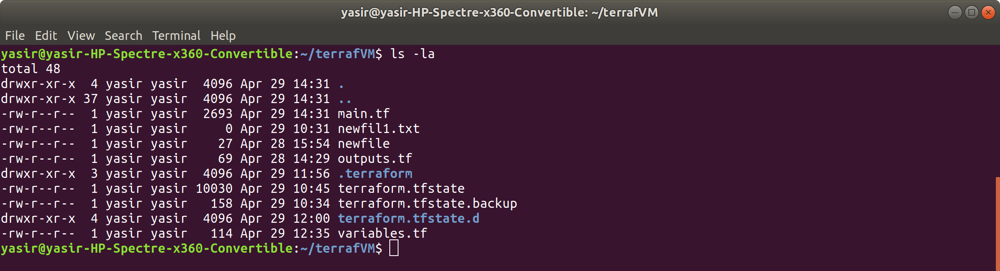 yasir@yasir-HP-Spectre-x360-Convertible: ~/terrafVM
File Edit View Search Terminal Help
yasir@yasir-HP-Spectre-x360-Convertible:~/terrafVM$ ls -la
total 48
drwxr-xr-x  4 yasir yasir  4096 Apr 29 14:31 .
drwxr-xr-x 37 yasir yasir  4096 Apr 29 14:31 ..
-rw-r--r--  1 yasir yasir  2693 Apr 29 14:31 main.tf
-rw-r--r--  1 yasir yasir     0 Apr 29 10:31 newfil1.txt
-rw-r--r--  1 yasir yasir    27 Apr 28 15:54 newfile
-rw-r--r--  1 yasir yasir    69 Apr 28 14:29 outputs.tf
drwxr-xr-x  3 yasir yasir  4096 Apr 29 11:56 .terraform
-rw-r--r--  1 yasir yasir 10030 Apr 29 10:45 terraform.tfstate
-rw-r--r--  1 yasir yasir   158 Apr 29 10:34 terraform.tfstate.backup
drwxr-xr-x  4 yasir yasir  4096 Apr 29 12:00 terraform.tfstate.d
-rw-r--r--  1 yasir yasir   114 Apr 29 12:35 variables.tf
yasir@yasir-HP-Spectre-x360-Convertible:~/terrafVM$